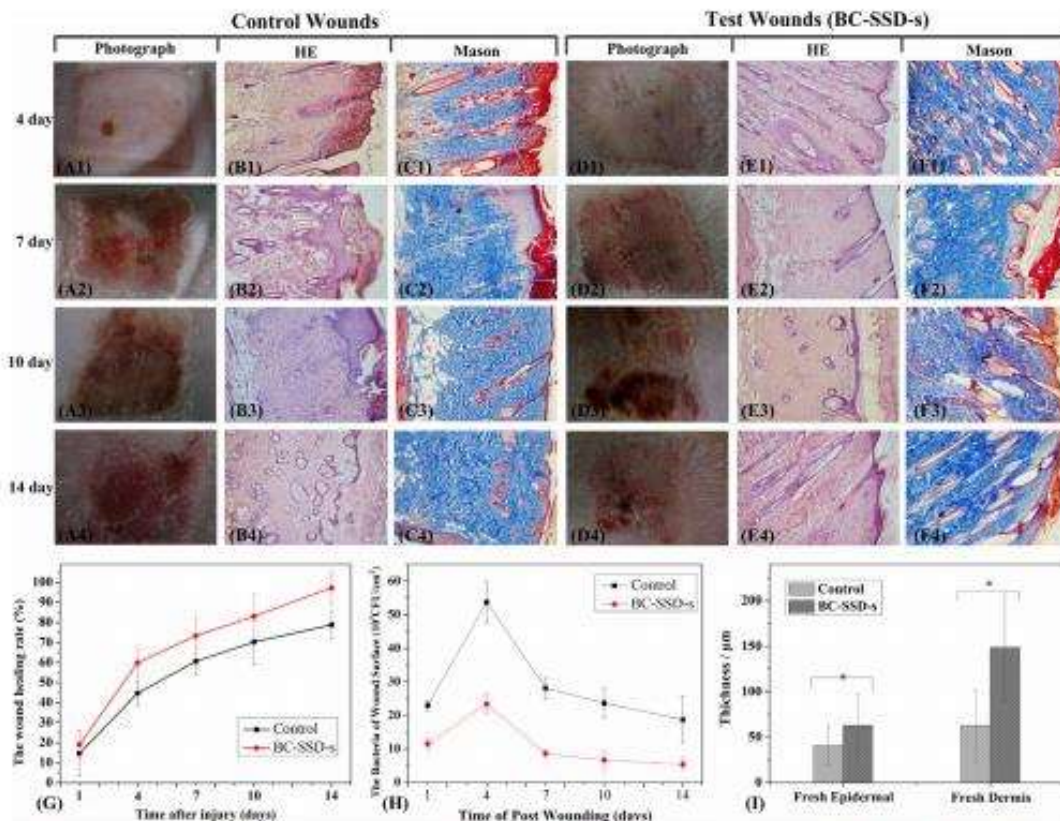 Control Wounds Test Wounds (BC-SSD-s)
Photograph HE Mason Photograph HE Mason
4 day
(A1) (B1) (C1) (D1) (E1) (F1)
7 day
(A2) (B2) (C2) (D2) (E2) (F2)
10 day
(A3) (B3) (C3) (D3) (E3) (F3)
14 day
(A4) (B4) (C4) (D4) (E4) (F4)
The wound healing rate (%)
100
90
80
70
60
50
40
30
20
10
0
Control
BC-SSD-s
1 4 7 10 14
(G) Time after injury (days)
The Bacteria of Wound Surface
60
50
40
30
20
10
0
Control
BC-SSD-s
1 4 7 10 14
(H) Time of Post Wounding (days)
Thickness / μm
200
150
100
50
0
Control
BC-SSD-s
*
*
Fresh Epidermal Fresh Dermis
(I)